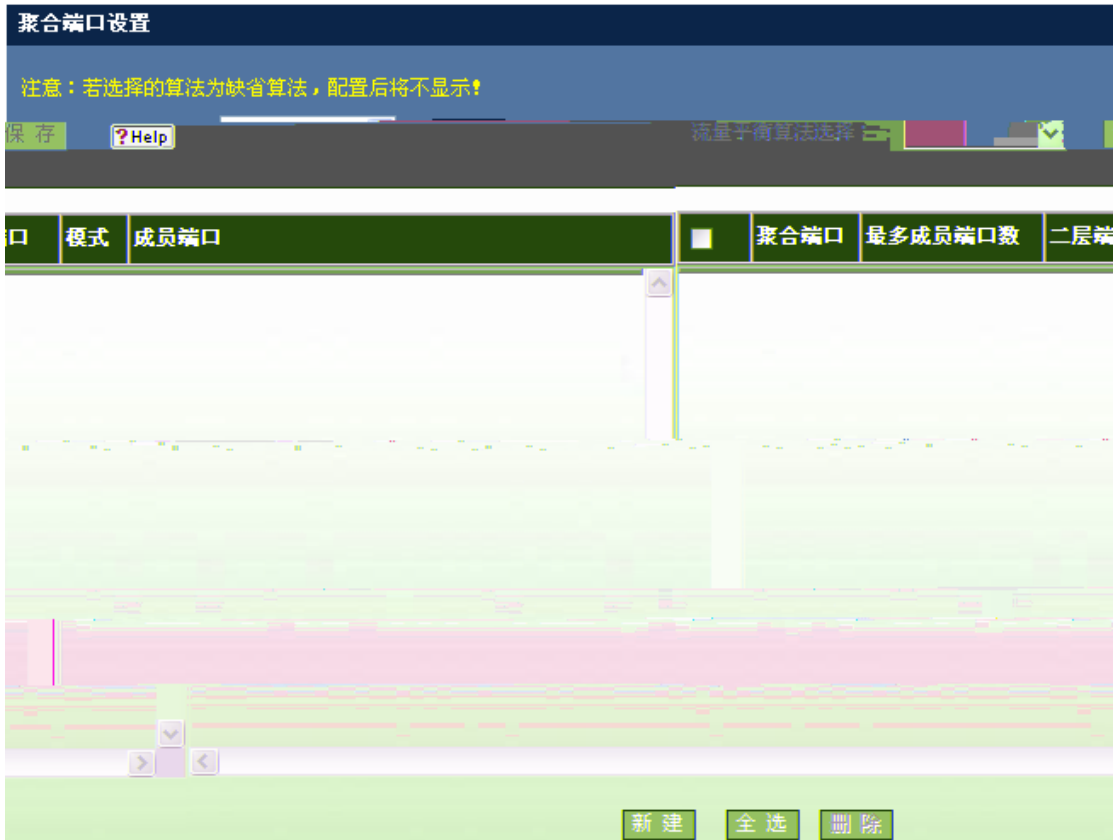 聚合端口设置
注意：若选择的算法为缺省算法，配置后将不显示！
保 存 Help 流量平衡算法选择：
口 模式 成员端口 聚合端口 最多成员端口数 二层端
新 建 全 选 删 除